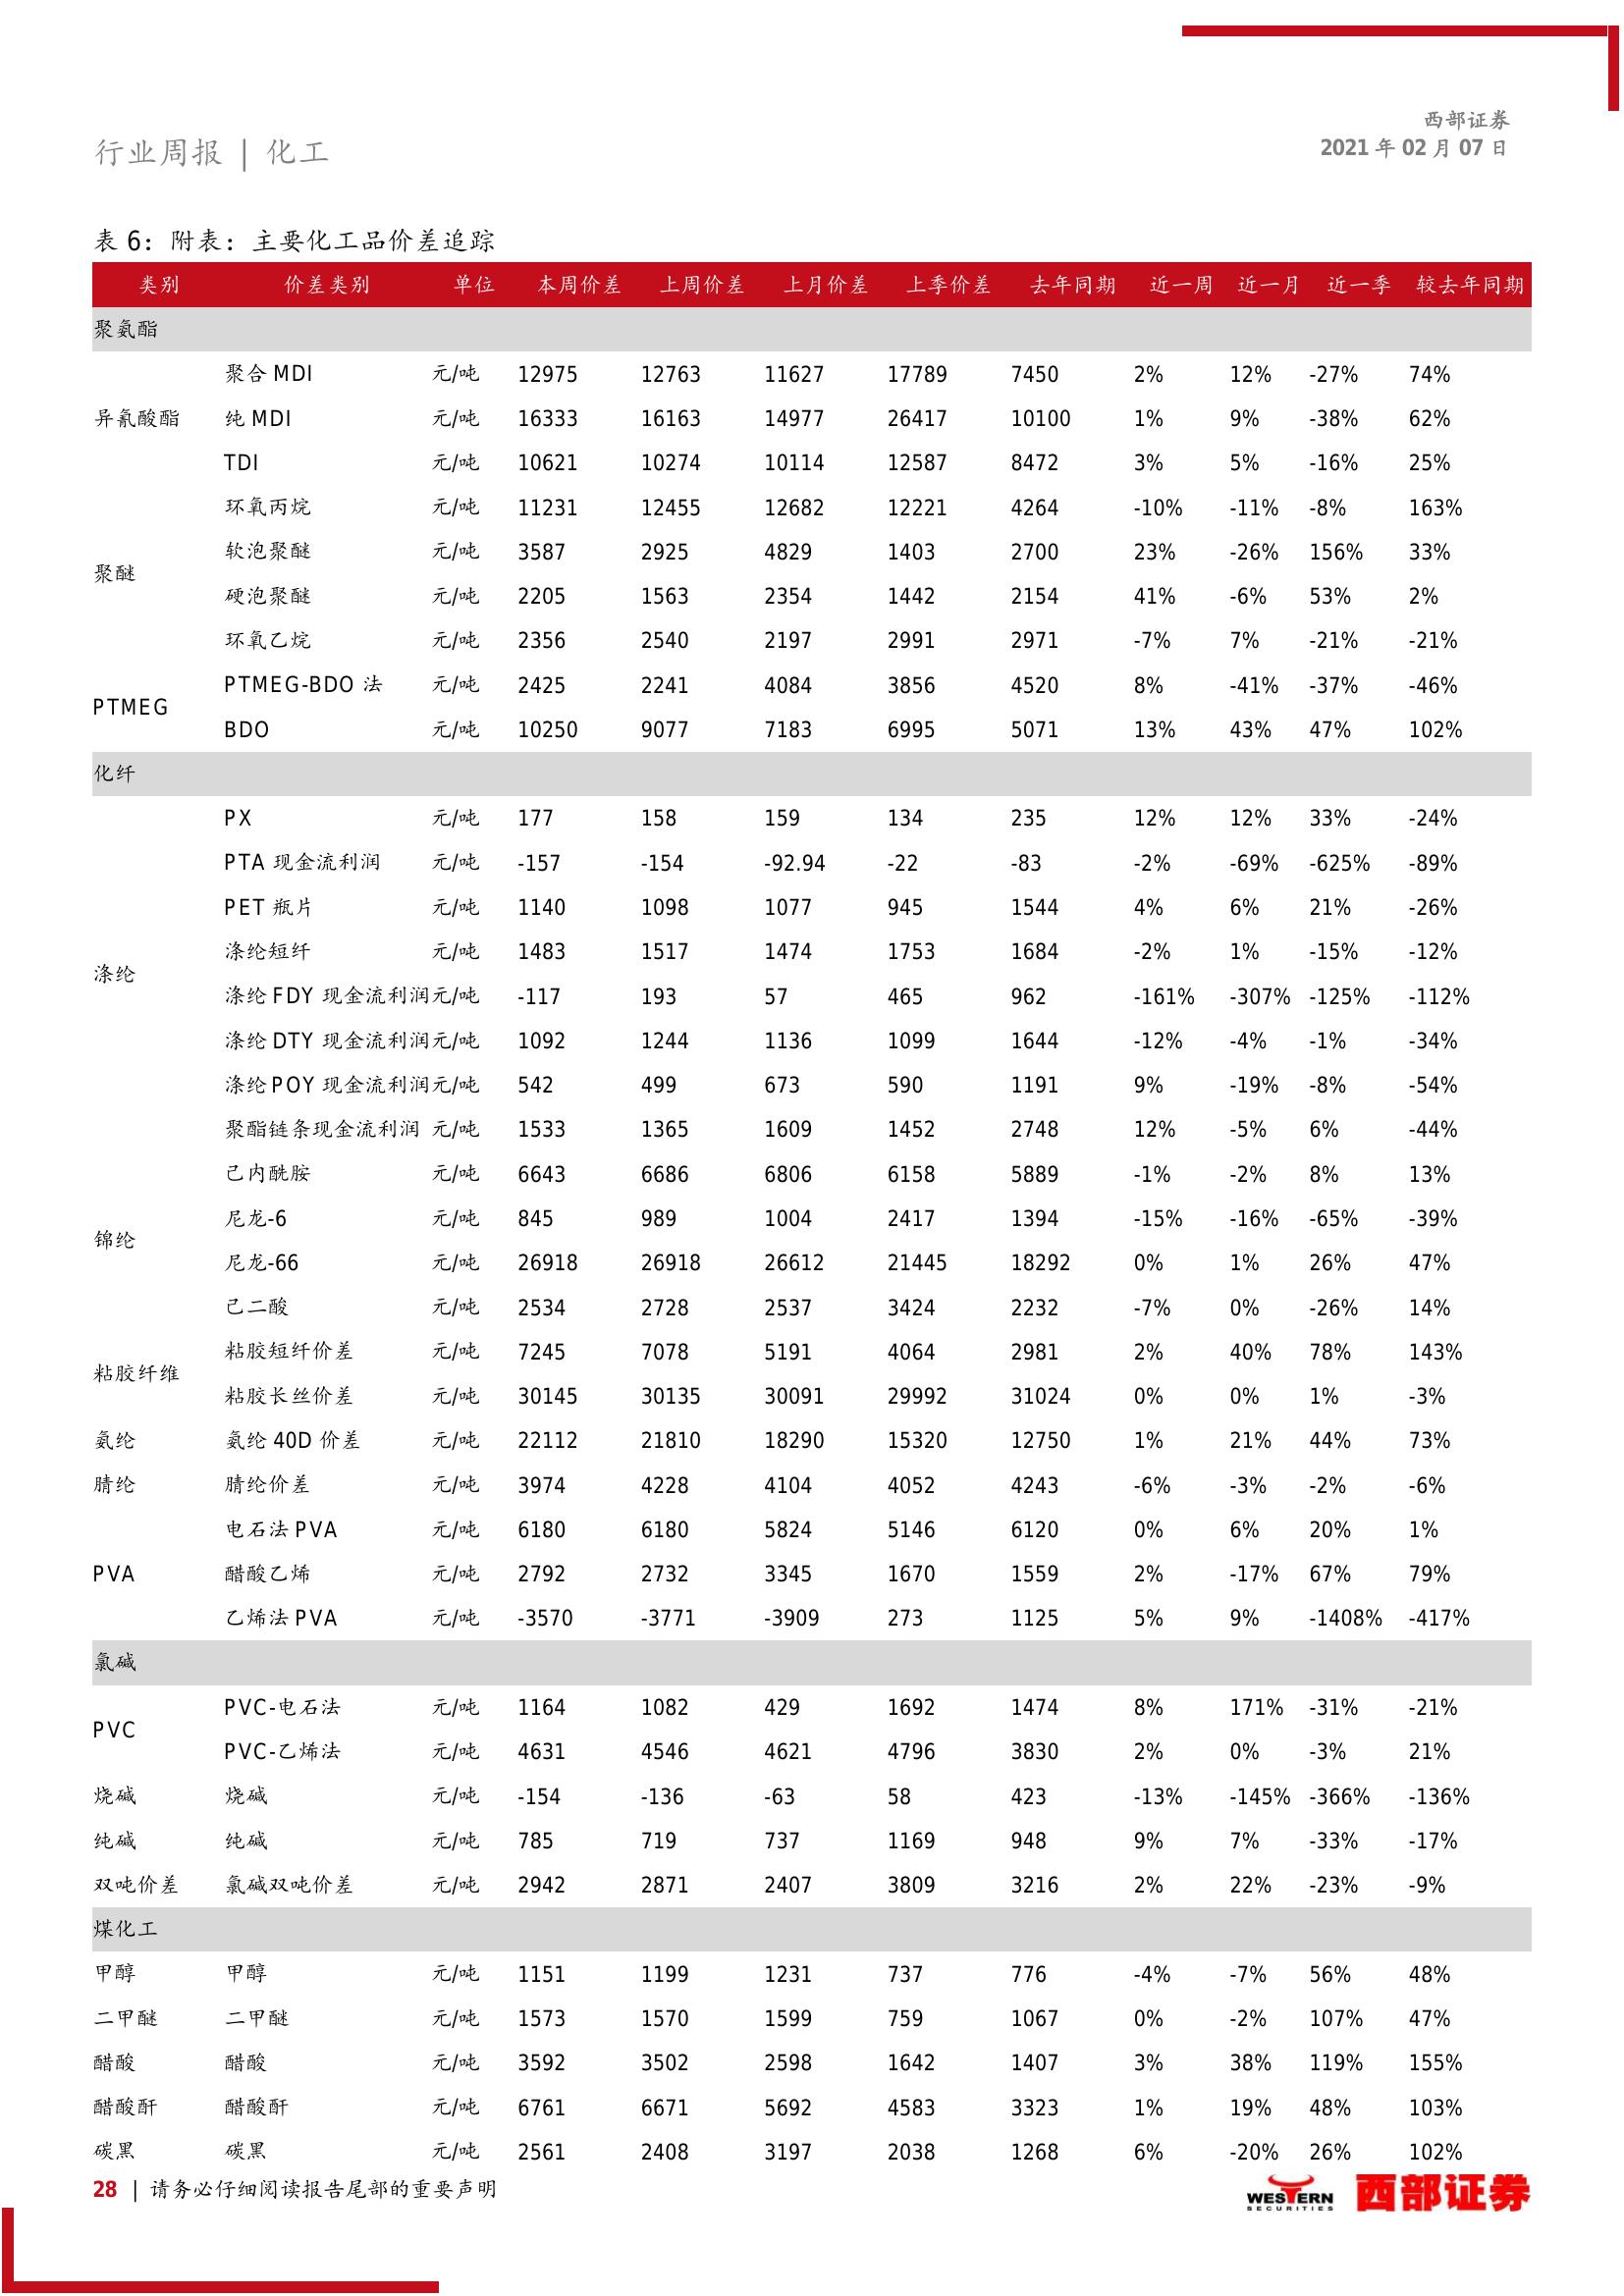 西部证券
2021 年 02 月 07 日
行业周报 | 化工
表 6：附表：主要化工品价差追踪
类别 价差类别 单位 本周价差 上周价差 上月价差 上季价差 去年同期 近一周 近一月 近一季 较去年同期
聚氨酯
聚合 MDI 元/吨 12975 12763 11627 17789 7450 2% 12% -27% 74%
异氰酸酯 纯 MDI 元/吨 16333 16163 14977 26417 10100 1% 9% -38% 62%
TDI 元/吨 10621 10274 10114 12587 8472 3% 5% -16% 25%
环氧丙烷 元/吨 11231 12455 12682 12221 4264 -10% -11% -8% 163%
软泡聚醚 元/吨 3587 2925 4829 1403 2700 23% -26% 156% 33%
聚醚
硬泡聚醚 元/吨 2205 1563 2354 1442 2154 41% -6% 53% 2%
环氧乙烷 元/吨 2356 2540 2197 2991 2971 -7% 7% -21% -21%
PTMEG-BDO 法 元/吨 2425 2241 4084 3856 4520 8% -41% -37% -46%
PTMEG
BDO 元/吨 10250 9077 7183 6995 5071 13% 43% 47% 102%
化纤
PX 元/吨 177 158 159 134 235 12% 12% 33% -24%
PTA 现金流利润 元/吨 -157 -154 -92.94 -22 -83 -2% -69% -625% -89%
PET 瓶片 元/吨 1140 1098 1077 945 1544 4% 6% 21% -26%
涤纶短纤 元/吨 1483 1517 1474 1753 1684 -2% 1% -15% -12%
涤纶
涤纶 FDY 现金流利润 元/吨 -117 193 57 465 962 -161% -307% -125% -112%
涤纶 DTY 现金流利润 元/吨 1092 1244 1136 1099 1644 -12% -4% -1% -34%
涤纶 POY 现金流利润 元/吨 542 499 673 590 1191 9% -19% -8% -54%
聚酯链条现金流利润 元/吨 1533 1365 1609 1452 2748 12% -5% 6% -44%
己内酰胺 元/吨 6643 6686 6806 6158 5889 -1% -2% 8% 13%
尼龙-6 元/吨 845 989 1004 2417 1394 -15% -16% -65% -39%
锦纶
尼龙-66 元/吨 26918 26918 26612 21445 18292 0% 1% 26% 47%
己二酸 元/吨 2534 2728 2537 3424 2232 -7% 0% -26% 14%
粘胶短纤价差 元/吨 7245 7078 5191 4064 2981 2% 40% 78% 143%
粘胶纤维
粘胶长丝价差 元/吨 30145 30135 30091 29992 31024 0% 0% 1% -3%
氨纶 氨纶 40D 价差 元/吨 22112 21810 18290 15320 12750 1% 21% 44% 73%
腈纶 腈纶价差 元/吨 3974 4228 4104 4052 4243 -6% -3% -2% -6%
电石法 PVA 元/吨 6180 6180 5824 5146 6120 0% 6% 20% 1%
PVA 醋酸乙烯 元/吨 2792 2732 3345 1670 1559 2% -17% 67% 79%
乙烯法 PVA 元/吨 -3570 -3771 -3909 273 1125 5% 9% -1408% -417%
氯碱
PVC-电石法 元/吨 1164 1082 429 1692 1474 8% 171% -31% -21%
PVC
PVC-乙烯法 元/吨 4631 4546 4621 4796 3830 2% 0% -3% 21%
烧碱 烧碱 元/吨 -154 -136 -63 58 423 -13% -145% -366% -136%
纯碱 纯碱 元/吨 785 719 737 1169 948 9% 7% -33% -17%
双吨价差 氯碱双吨价差 元/吨 2942 2871 2407 3809 3216 2% 22% -23% -9%
煤化工
甲醇 甲醇 元/吨 1151 1199 1231 737 776 -4% -7% 56% 48%
二甲醚 二甲醚 元/吨 1573 1570 1599 759 1067 0% -2% 107% 47%
醋酸 醋酸 元/吨 3592 3502 2598 1642 1407 3% 38% 119% 155%
醋酸酐 醋酸酐 元/吨 6761 6671 5692 4583 3323 1% 19% 48% 103%
碳黑 碳黑 元/吨 2561 2408 3197 2038 1268 6% -20% 26% 102%
28 | 请务必仔细阅读报告尾部的重要声明
WESTERN
SECURITIES
西部证券